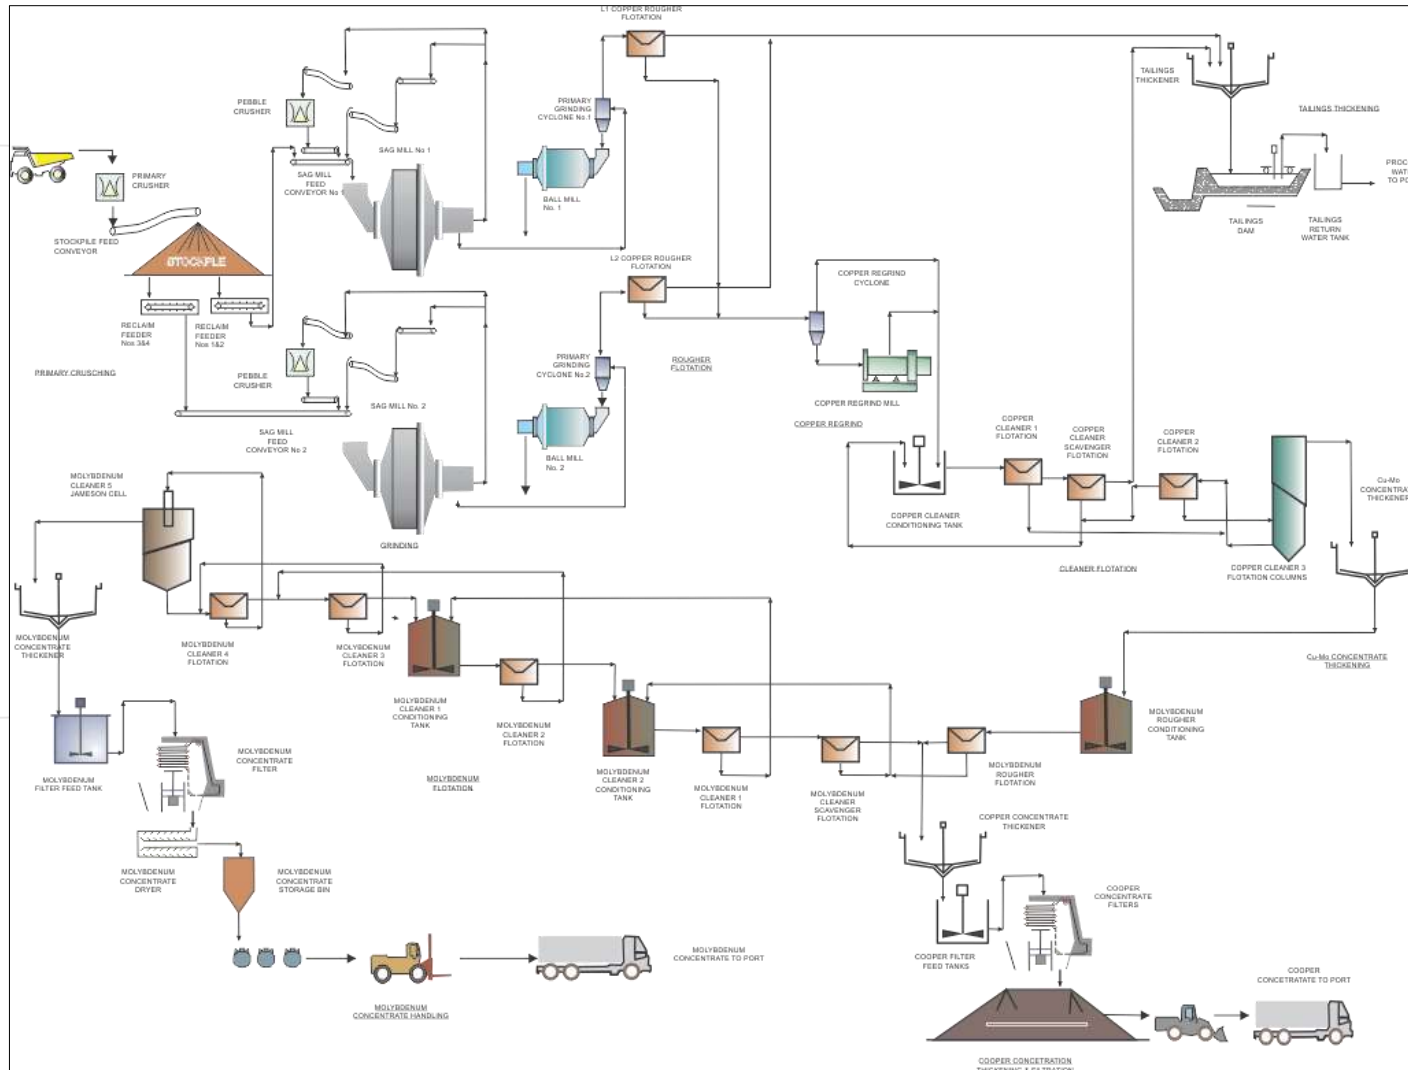 L1 COPPER ROUGHER
FLOTATION
PEBBLE
CRUSHER
PRIMARY
GRINDING
CYCLONE No.1
TAILINGS
THICKENER
TAILINGS THICKENING
SAG MILL No 1
PRIMARY
CRUSHER
SAG MILL
FEED
CONVEYOR No 1
BALL MILL
No. 1
STOCKPILE FEED
CONVEYOR
STOCKPLE
TAILINGS
DAM
TAILINGS
RETURN
WATER TANK
L2 COPPER ROUGHER
FLOTATION
COPPER REGRIND
CYCLONE
RECLAIM
FEEDER
Nos 3&4
RECLAIM
FEEDER
Nos 1&2
PRIMARY CRUSCHING
PEBBLE
CRUSHER
PRIMARY
GRINDING
CYCLONE No.2
ROUGHER
FLOTATION
COPPER REGRIND MILL
COPPER REGRIND
SAG MILL No. 2
SAG MILL
FEED
CONVEYOR No 2
BALL MILL
No. 2
COPPER
CLEANER 1
FLOTATION
COPPER
CLEANER
SCAVENGER
FLOTATION
COPPER
CLEANER 2
FLOTATION
MOLYBDENUM
CLEANER 5
JAMESON CELL
Cu-Mo
CONCENTRAT
THICKENER
COPPER CLEANER
CONDITIONING TANK
GRINDING
CLEANER FLOTATION
COPPER CLEANER 3
FLOTATION COLUMNS
MOLYBDENUM
CONCENTRATE
THICKENER
MOLYBDENUM
CLEANER 4
FLOTATION
MOLYBDENUM
CLEANER 3
FLOTATION
Cu-Mo CONCENTRATE
THICKENING
MOLYBDENUM
CLEANER 1
CONDITIONING
TANK
MOLYBDENUM
CLEANER 2
FLOTATION
MOLYBDENUM
ROUGHER
CONDITIONING
TANK
MOLYBDENUM
CONCENTRATE
FILTER
MOLYBDENUM
FILTER FEED TANK
MOLYBDENUM
FLOTATION
MOLYBDENUM
CLEANER 2
CONDITIONING
TANK
MOLYBDENUM
CLEANER 1
FLOTATION
MOLYBDENUM
CLEANER
SCAVENGER
FLOTATION
MOLYBDENUM
ROUGHER
FLOTATION
COPPER CONCENTRATE
THICKENER
MOLYBDENUM
CONCENTRATE
DRYER
MOLYBDENUM
CONCENTRATE
STORAGE BIN
COOPER
CONCENTRATE
FILTERS
MOLYBDENUM
CONCENTRATE TO PORT
COOPER FILTER
FEED TANKS
COOPER
CONCETRATATE TO PORT
MOLYBDENUM
CONCENTRATE HANDLING
COOPER CONCETRATION
THICKENING & FILTRATION